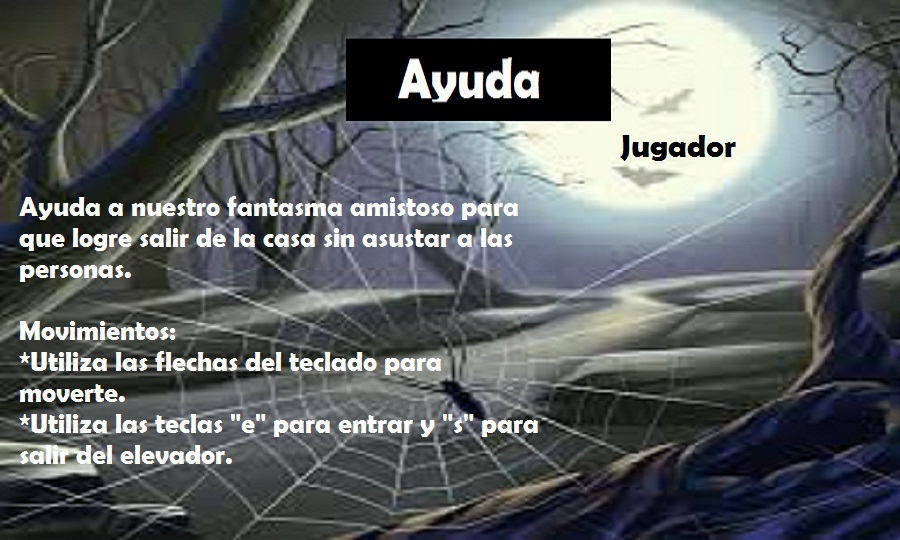 Ayuda
Jugador
Ayuda a nuestro fantasma amistoso para
que logre salir de la casa sin asustar a las
personas.
Movimientos:
*Utiliza las flechas del teclado para
moverte.
*Utiliza las teclas "e" para entrar y "s" para
salir del elevador.